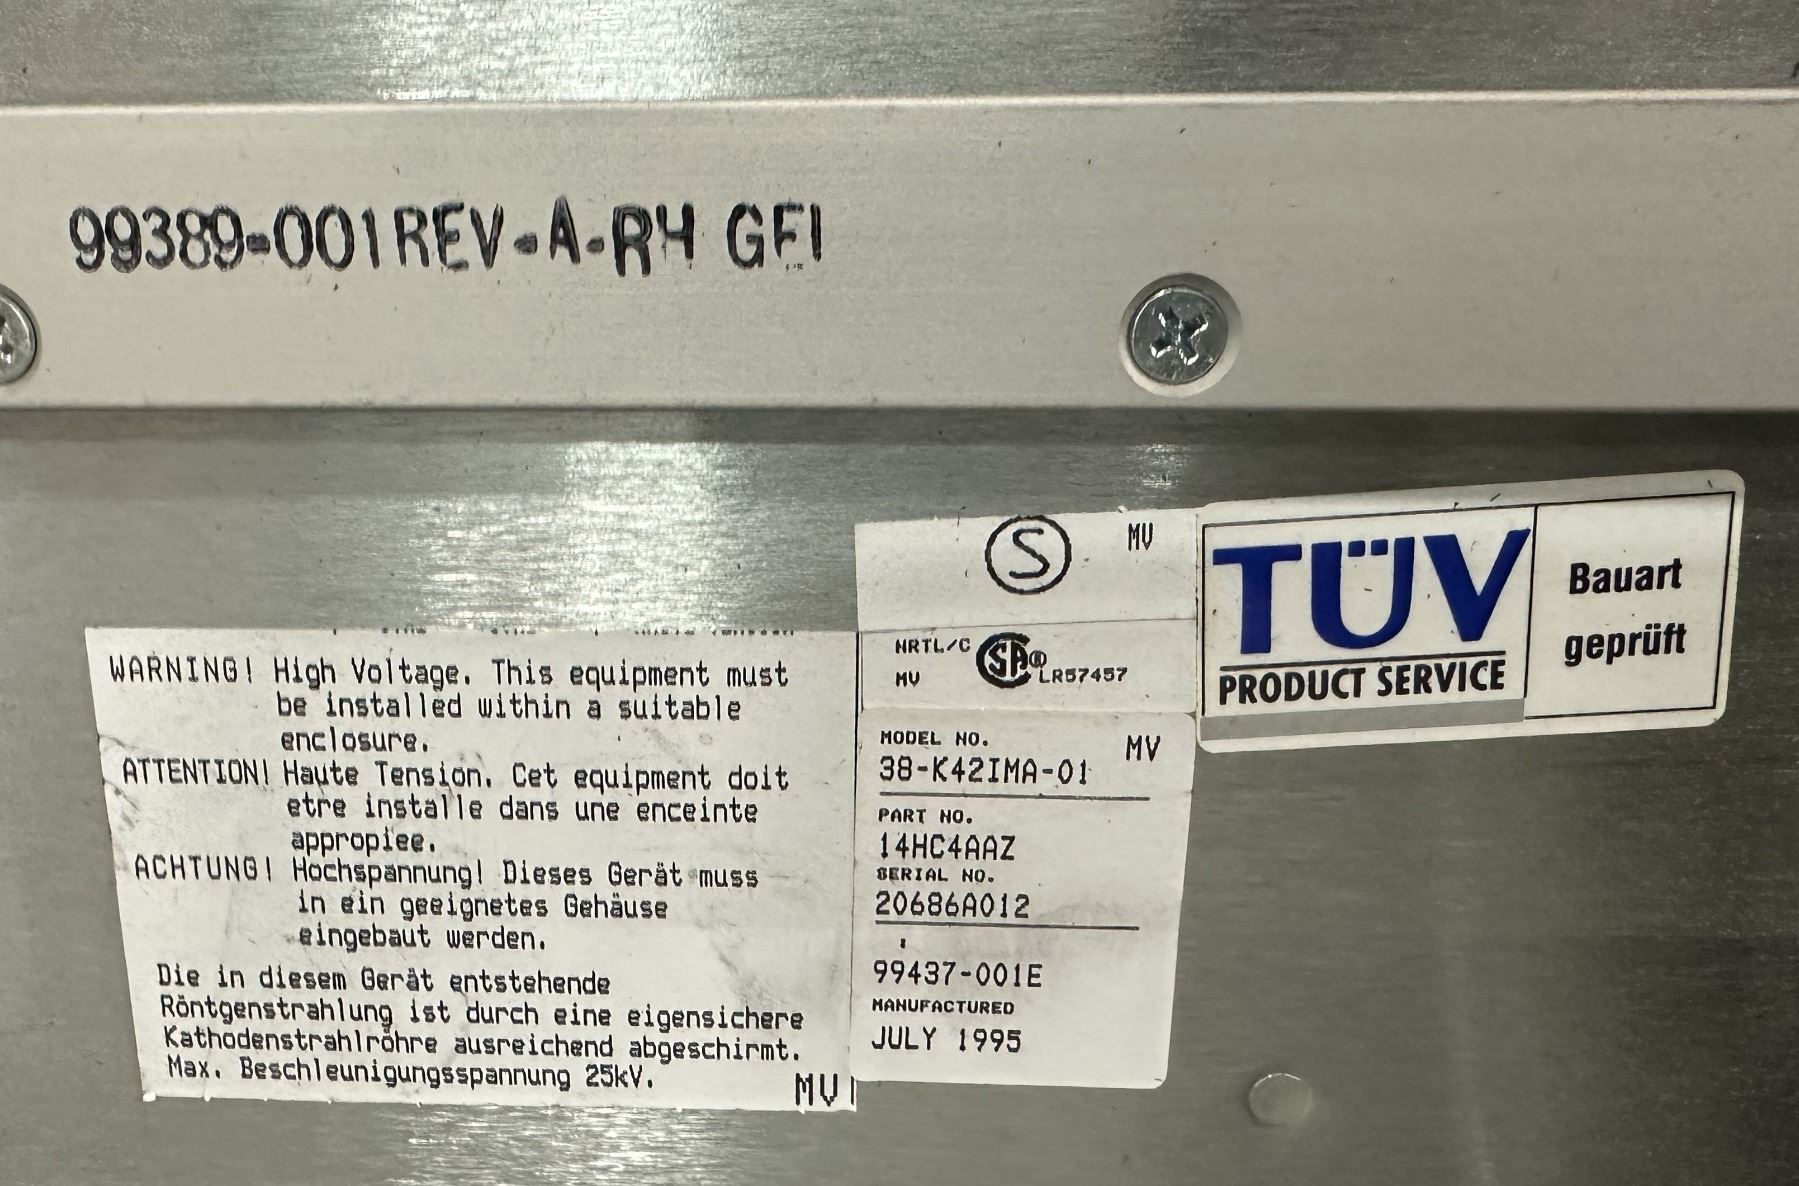 99389-001REV-A-RH GFI
S MV
NRTL/C SA® LR57457
MV
TÜV
PRODUCT SERVICE
Bauart
geprüft
WARNING! High Voltage. This equipment must
be installed within a suitable
enclosure.
ATTENTION! Haute Tension. Cet equipment doit
etre installe dans une enceinte
appropiee.
ACHTUNG! Hochspannung! Dieses Gerät muss
in ein geeignetes Gehäuse
eingebaut werden.
Die in diesem Gerät entstehende
Röntgenstrahlung ist durch eine eigensichere
Kathodenstrahlröhre ausreichend abgeschirmt.
Max. Beschleunigungsspannung 25kV.
MV
MODEL NO. MV
38-K42IMA-01
PART NO.
14HC4AAZ
SERIAL NO.
20686A012
99437-001E
MANUFACTURED
JULY 1995